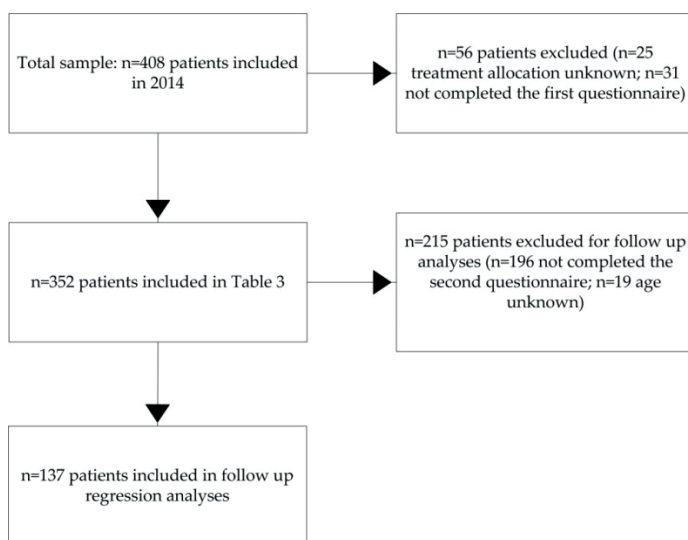 Total sample: n=408 patients included
in 2014
n=56 patients excluded (n=25
treatment allocation unknown; n=31
not completed the first questionnaire)
n=352 patients included in Table 3
n=215 patients excluded for follow up
analyses (n=196 not completed the
second questionnaire; n=19 age
unknown)
n=137 patients included in follow up
regression analyses